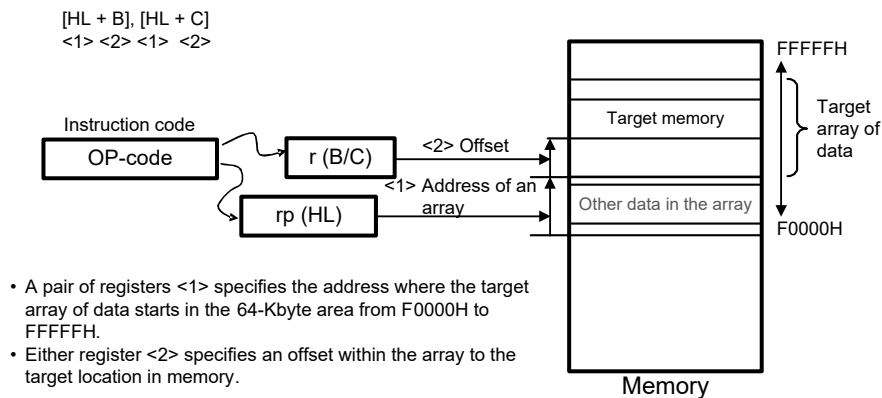 [HL + B], [HL + C]
<1> <2> <1> <2>
FFFFFH
Target memory
Target
array of
data
Instruction code
OP-code
r (B/C)
<2> Offset
<1> Address of an
array
rp (HL)
Other data in the array
F0000H
• A pair of registers <1> specifies the address where the target
array of data starts in the 64-Kbyte area from F0000H to
FFFFFH.
• Either register <2> specifies an offset within the array to the
target location in memory.
Memory